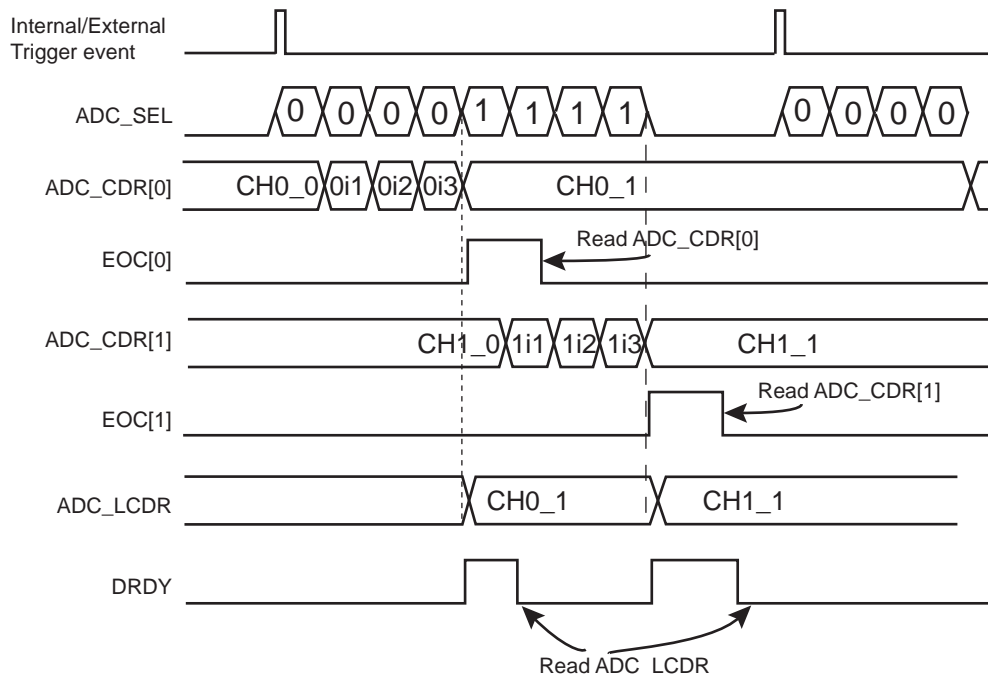 Internal/External
Trigger event
ADC_SEL 0 0 0 0 1 1 1 1 0 0 0 0
ADC_CDR[0] CH0_0 0i1 0i2 0i3 CH0_1
EOC[0] Read ADC_CDR[0]
ADC_CDR[1] CH1_0 1i1 1i2 1i3 CH1_1
EOC[1] Read ADC_CDR[1]
ADC_LCDR CH0_1 CH1_1
DRDY
Read ADC LCDR